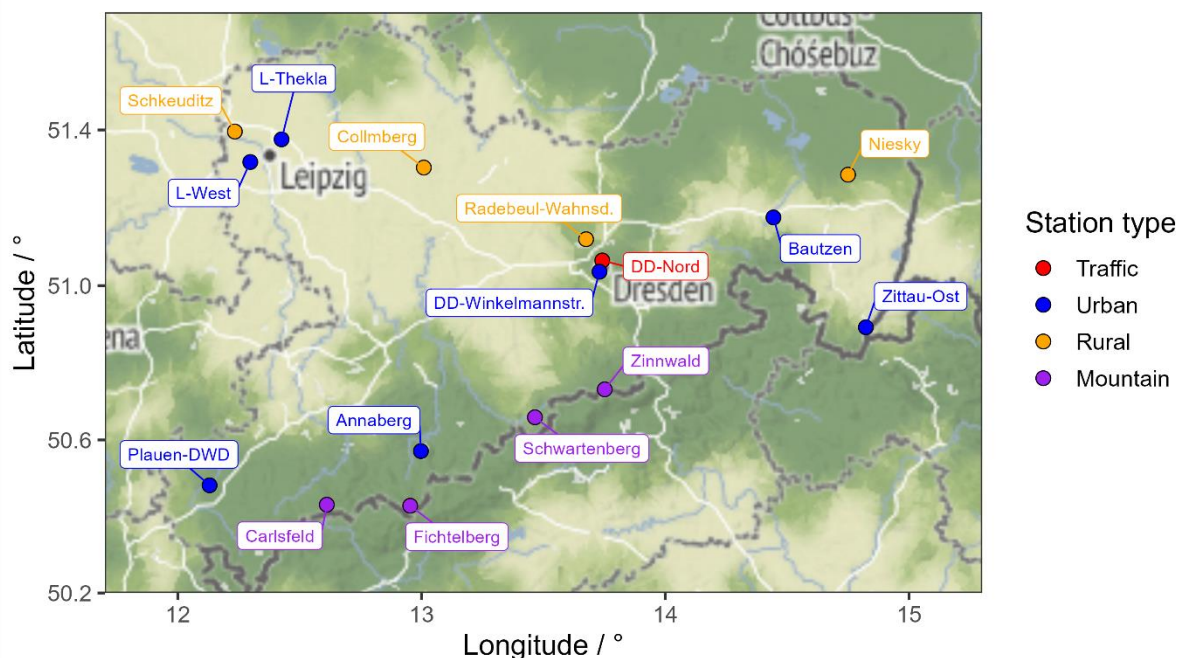 Cottbus -
Chóśebuz
L-Thekla
Schkeuditz
51.4
Collmberg
Niesky
Leipzig
L-West
Radebeul-Wahnsd.
Station type
Bautzen
DD-Nord
Traffic
51.0
Dresden
DD-Winkelmannstr.
Zittau-Ost
Urban
Latitude / °
ena
Rural
Zinnwald
Mountain
Annaberg
50.6
Schwartenberg
Plauen-DWD
Carlsfeld
Fichtelberg
50.2
12
13
14
15
Longitude / °